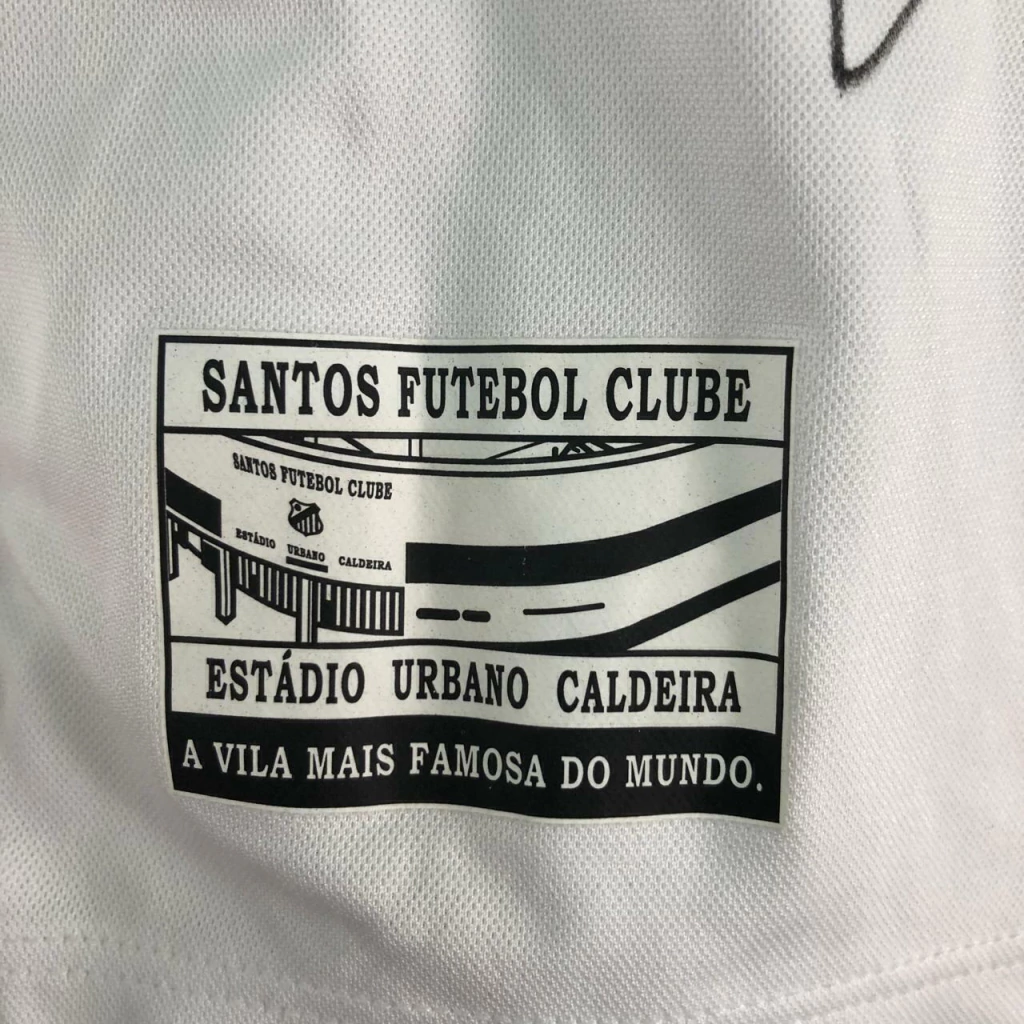 SANTOS FUTEBOL CLUBE
SANTOS FUTEBOL CLUBE
ESTÁDIO URBANO CALDEIRA
ESTÁDIO URBANO CALDEIRA
A VILA MAIS FAMOSA DO MUNDO.